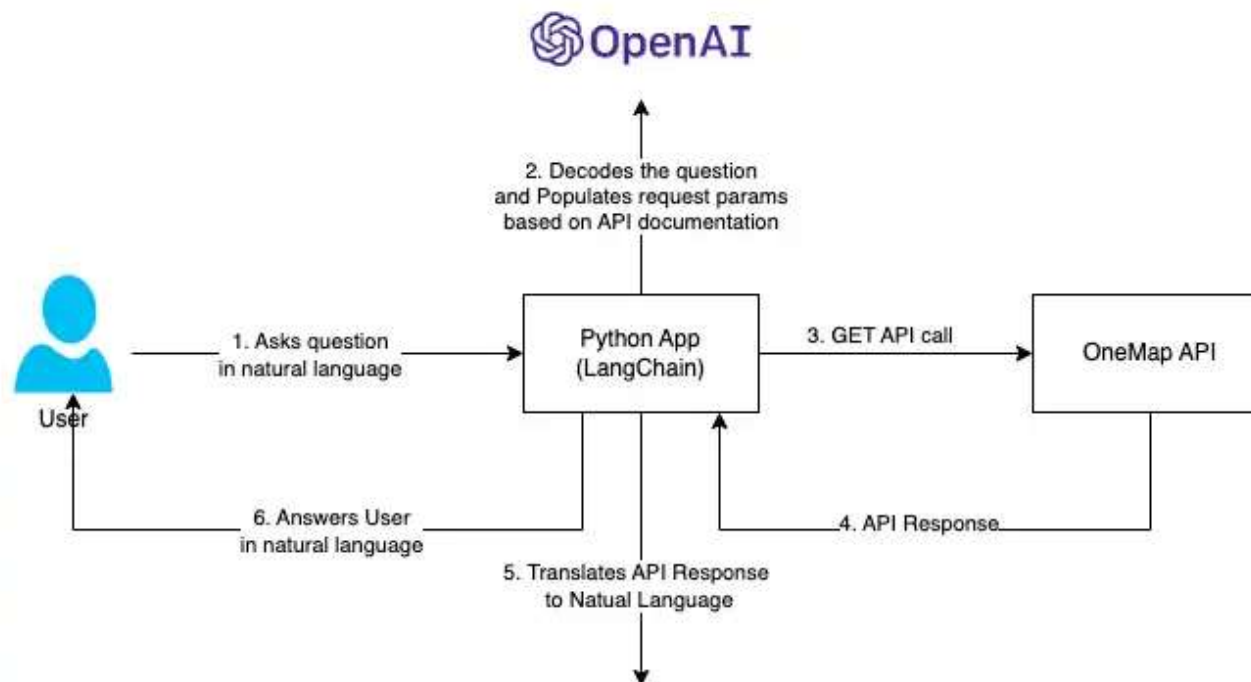 OpenAI
2. Decodes the question
and Populates request params
based on API documentation
1. Asks question
in natural language
Python App
(LangChain)
3. GET API call
OneMap API
User
6. Answers User
in natural language
4. API Response
5. Translates API Response
to Natual Language